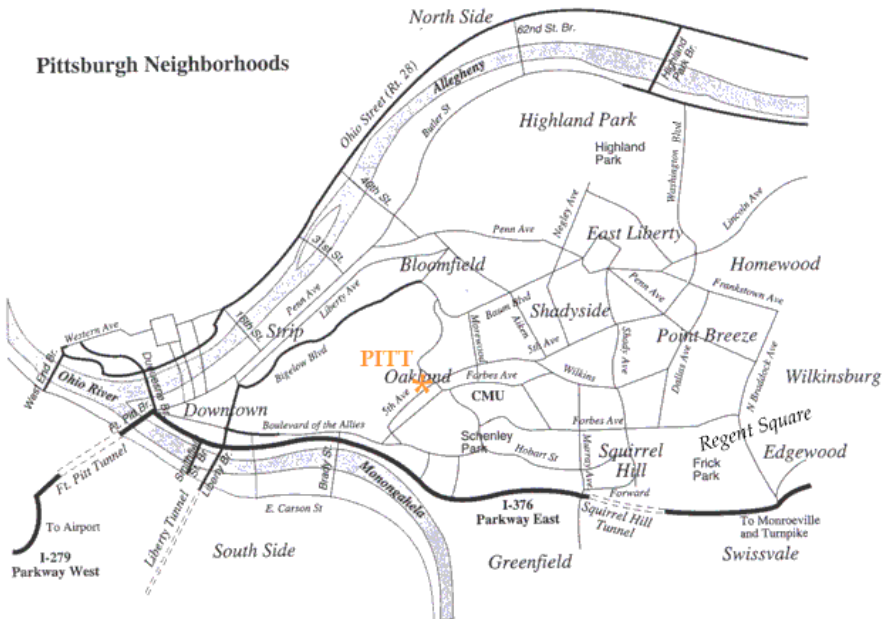 North Side
62nd St. Br.
Pittsburgh Neighborhoods
Highland
Park Br.
Ohio Street (Rt. 28)
Allegheny
Butler St
Highland Park
Highland
Park
Washington Blvd
40th St.
Lincoln Ave
Negley Ave
Penn Ave
East Liberty
31st St.
Bloomfield
Homewood
Penn Ave
Liberty Ave
Penn Ave
Frankstown Ave
Baum Blvd
Shadyside
Aiken
Morewood
16th St.
Strip
Western Ave
5th Ave
Shady Ave
Point Breeze
Bigelow Blvd
PITT
Oakland
Forbes Ave
Wilkins
Dallas Ave
N Braddock Ave
Wilkinsburg
West End Br.
Ohio River
Duquesne Br.
Ft. Pitt Br.
Downtown
5th Ave
CMU
Boulevard of the Allies
Forbes Ave
Regent Square
Schenley
Park
Hobart St
Murray Ave
Squirrel
Hill
Frick
Park
Edgewood
Ft. Pitt Tunnel
St. Br.
Liberty Br.
Brady St.
Monongahela
Forward
Squirrel Hill
Tunnel
I-376
Parkway East
E. Carson St
To Airport
Liberty Tunnel
To Monroeville
and Turnpike
I-279
Parkway West
South Side
Greenfield
Swissvale